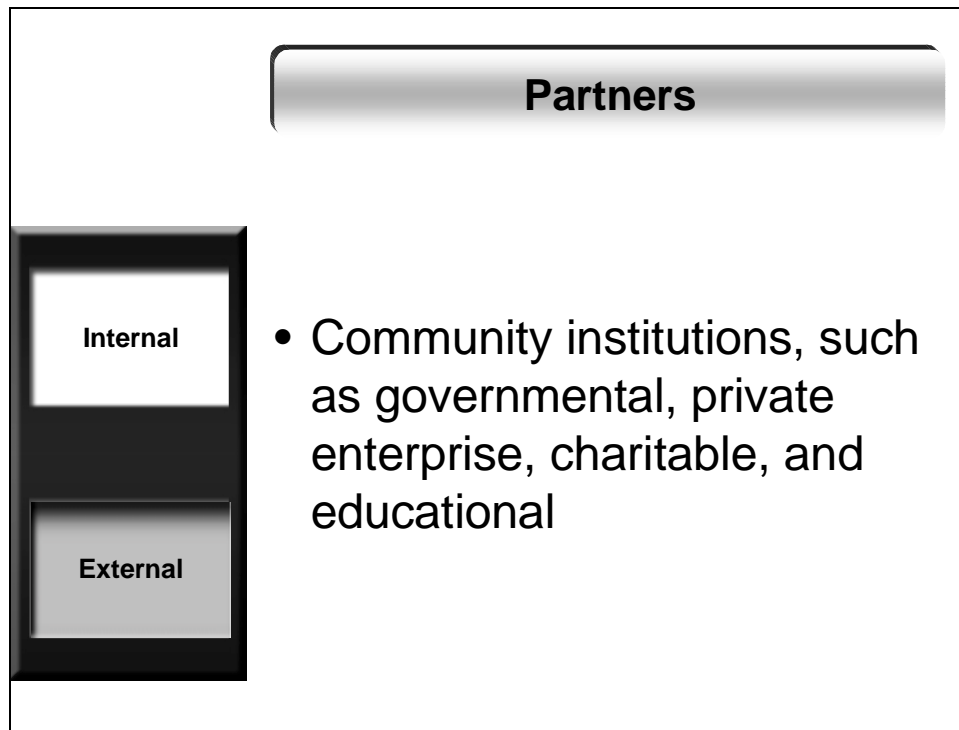 Partners
Internal
• Community institutions, such
as governmental, private
enterprise, charitable, and
educational
External